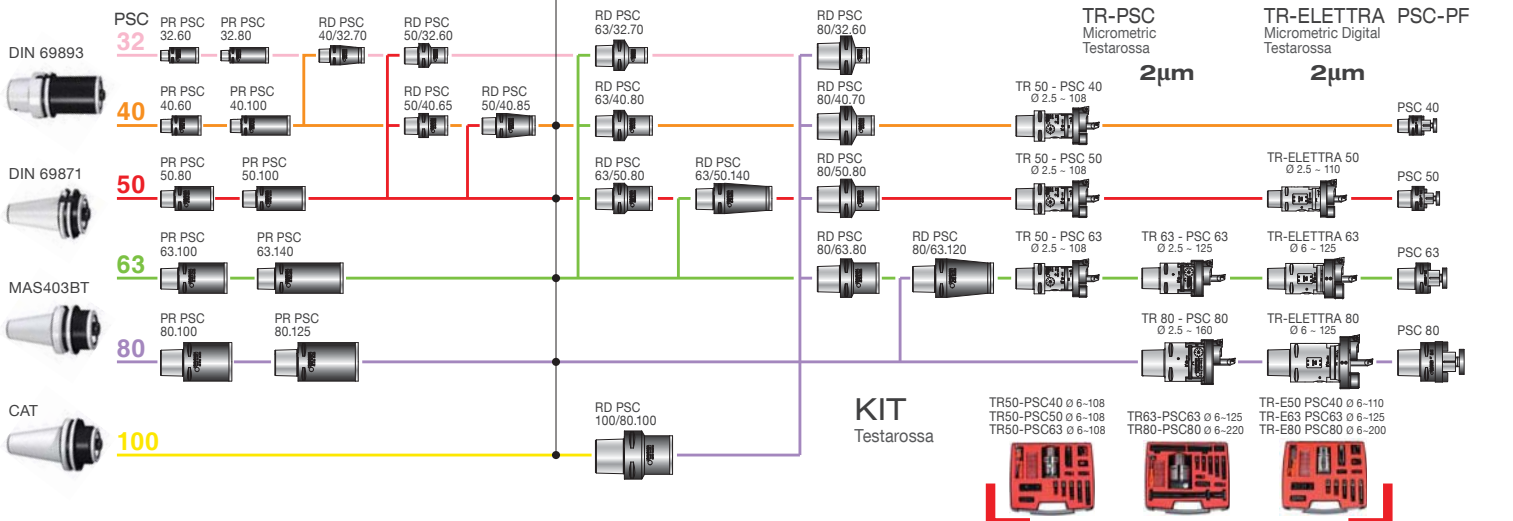 PSC
32
PR PSC
32.60
PR PSC
32.80
RD PSC
40/32.70
RD PSC
50/32.60
RD PSC
63/32.70
RD PSC
80/32.60
TR-PSC
Micrometric
Testarossa
2µm
TR-ELETTRA
Micrometric Digital
Testarossa
2µm
PSC-PF
DIN 69893
40
PR PSC
40.60
PR PSC
40.100
RD PSC
50/40.65
RD PSC
50/40.85
RD PSC
63/40.80
RD PSC
80/40.70
TR 50 - PSC 40
Ø 2.5 ~ 108
PSC 40
DIN 69871
50
PR PSC
50.80
PR PSC
50.100
RD PSC
63/50.80
RD PSC
63/50.140
RD PSC
80/50.80
TR 50 - PSC 50
Ø 2.5 ~ 108
TR-ELETTRA 50
Ø 2.5 ~ 110
PSC 50
63
PR PSC
63.100
PR PSC
63.140
RD PSC
80/63.80
RD PSC
80/63.120
TR 50 - PSC 63
Ø 2.5 ~ 108
TR 63 - PSC 63
Ø 2.5 ~ 125
TR-ELETTRA 63
Ø 6 ~ 125
PSC 63
MAS403BT
80
PR PSC
80.100
PR PSC
80.125
TR 80 - PSC 80
Ø 2.5 ~ 160
TR-ELETTRA 80
Ø 6 ~ 125
PSC 80
CAT
100
RD PSC
100/80.100
KIT
Testarossa
TR50-PSC40 Ø 6~108
TR50-PSC50 Ø 6~108
TR50-PSC63 Ø 6~108
TR63-PSC63 Ø 6~125
TR80-PSC80 Ø 6~220
TR-E50 PSC40 Ø 6~110
TR-E63 PSC63 Ø 6~125
TR-E80 PSC80 Ø 6~200